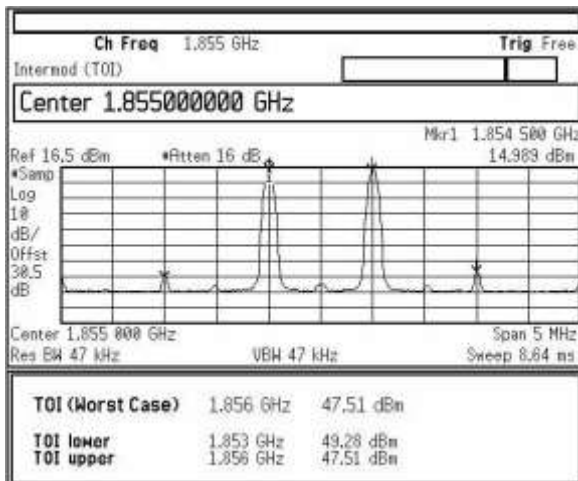 Ch Freq 1.855 GHz Trig Free
Intermod (TOI)
Center 1.855000000 GHz
Mkr1 1.854 500 GHz
Ref 16.5 dBm #Atten 16 dB 14.989 dBm
#Samp
Log
10
dB/
Offst
30.5
dB
Center 1.855 000 GHz Span 5 MHz
Res BW 47 kHz VBW 47 kHz Sweep 8.64 ms
TOI (Worst Case) 1.856 GHz 47.51 dBm
TOI lower 1.853 GHz 49.28 dBm
TOI upper 1.856 GHz 47.51 dBm